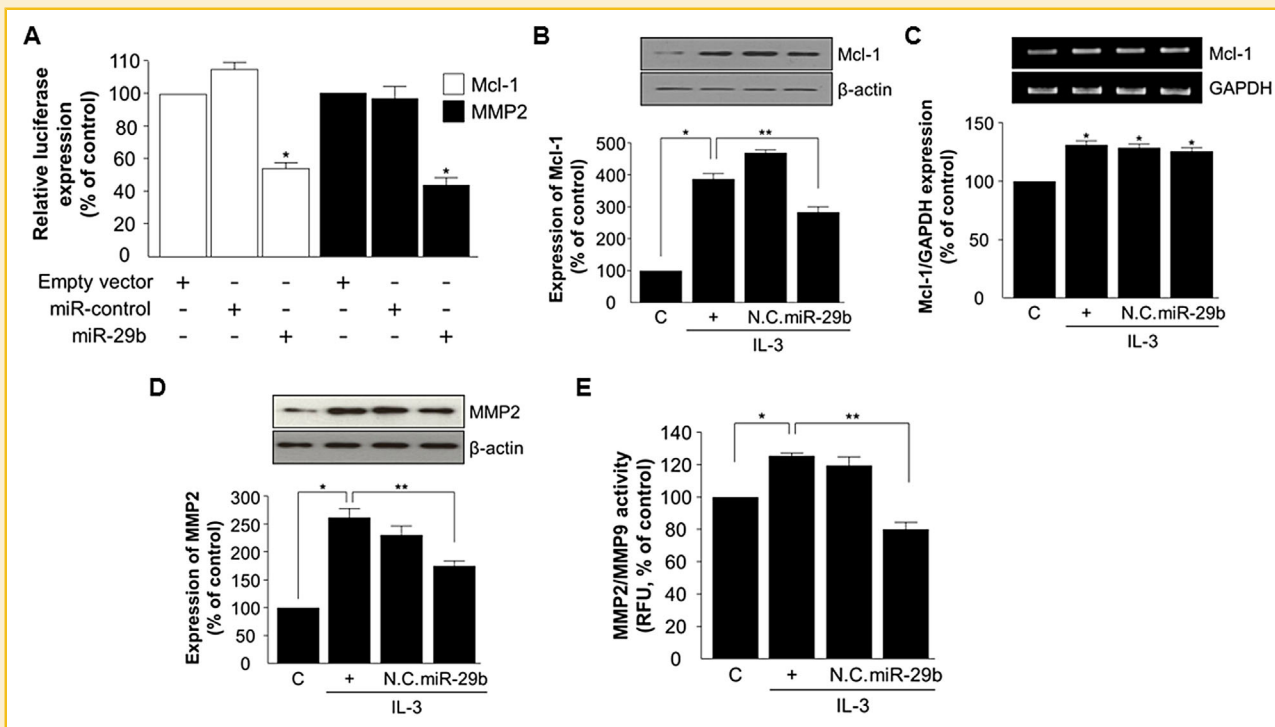 A
Relative luciferase
expression
(% of control)
110
100
80
60
40
20
0
Mcl-1
MMP2
Empty vector + - - + - -
miR-control - + - - + -
miR-29b - - + - - +
* *
B
Mcl-1
β-actin
Expression of Mcl-1
(% of control)
500
400
300
200
100
0
* **
C + N.C. miR-29b
IL-3
C
Mcl-1
GAPDH
Mcl-1/GAPDH expression
(% of control)
150
100
50
0
* * *
C + N.C. miR-29b
IL-3
D
MMP2
β-actin
Expression of MMP2
(% of control)
300
250
200
150
100
50
0
* **
C + N.C. miR-29b
IL-3
E
MMP2/MMP9 activity
(RFU, % of control)
140
120
100
80
60
40
20
0
* **
C + N.C. miR-29b
IL-3